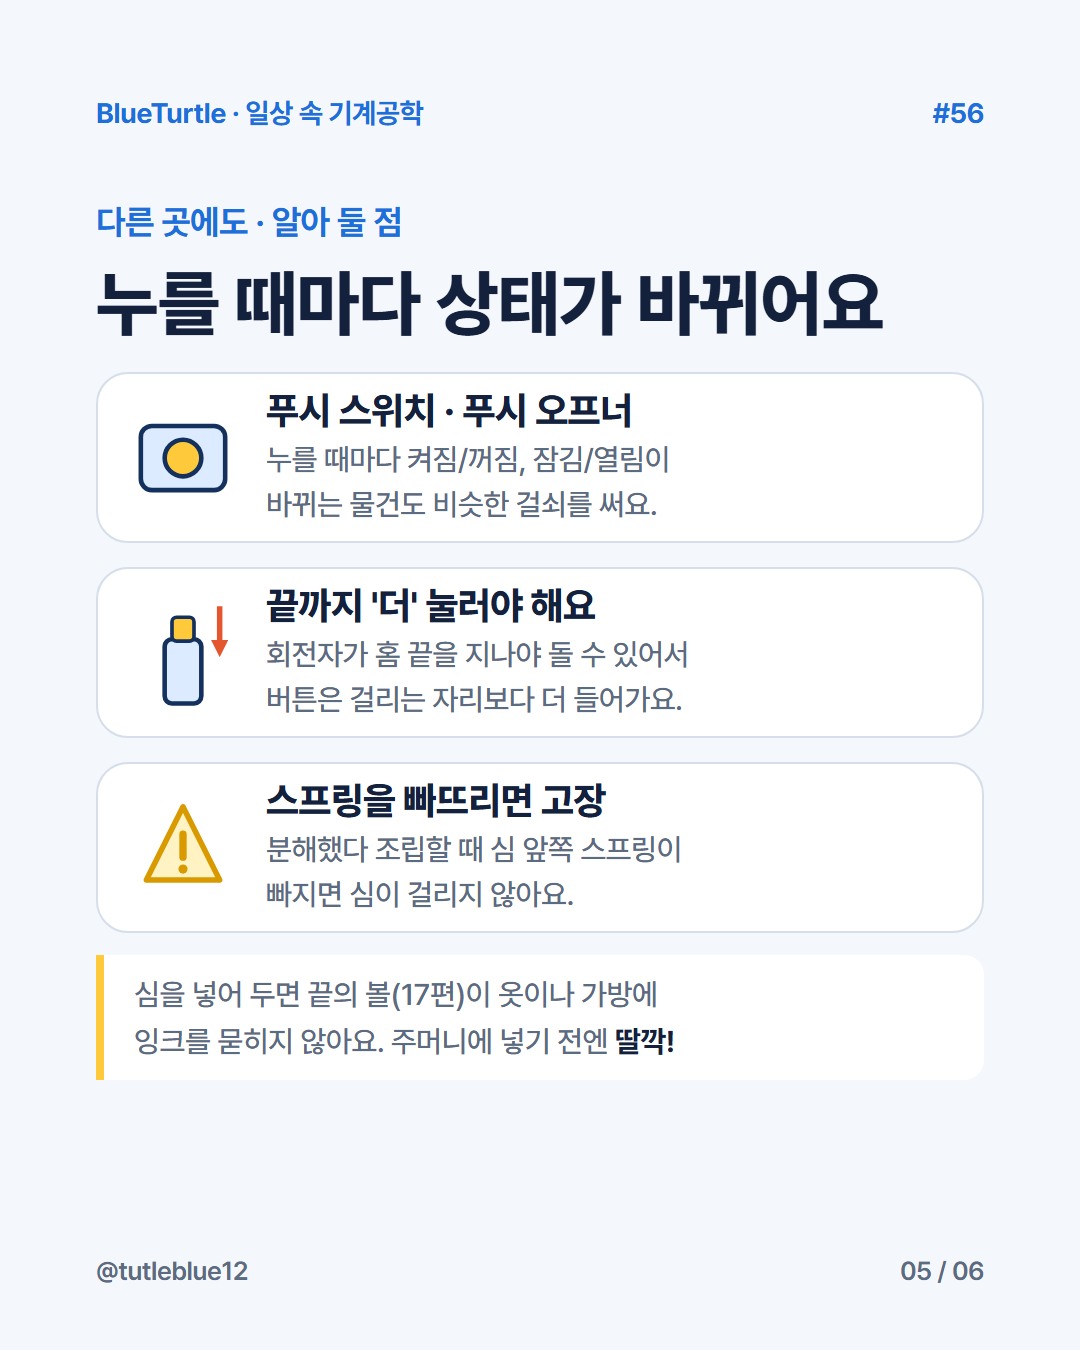 BlueTurtle · 일상 속 기계공학
#56
다른 곳에도 · 알아 둘 점
누를 때마다 상태가 바뀌어요
푸시 스위치 · 푸시 오프너
누를 때마다 켜짐/꺼짐, 잠김/열림이
바뀌는 물건도 비슷한 걸쇠를 써요.
끝까지 '더' 눌러야 해요
회전자가 홈 끝을 지나야 돌 수 있어서
버튼은 걸리는 자리보다 더 들어가요.
스프링을 빠뜨리면 고장
분해했다 조립할 때 심 앞쪽 스프링이
빠지면 심이 걸리지 않아요.
심을 넣어 두면 끝의 볼(17편)이 옷이나 가방에
잉크를 묻히지 않아요. 주머니에 넣기 전엔 딸깍!
@tutleblue12
05 / 06